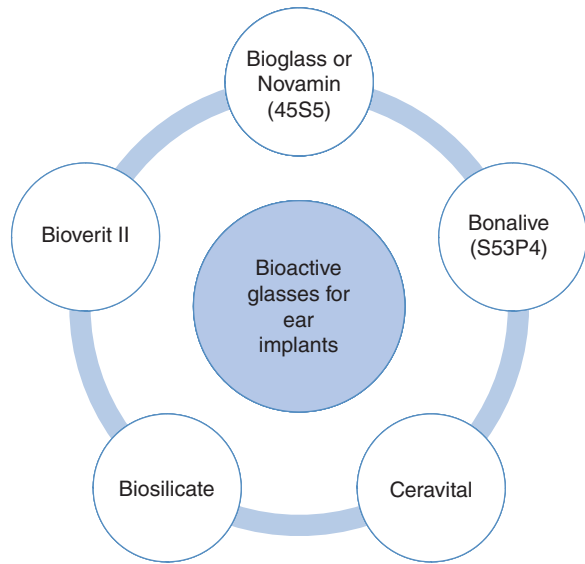 Bioglass or
Novamin
(45S5)
Bonalive
(S53P4)
Ceravital
Biosilicate
Bioverit II
Bioactive
glasses for
ear
implants